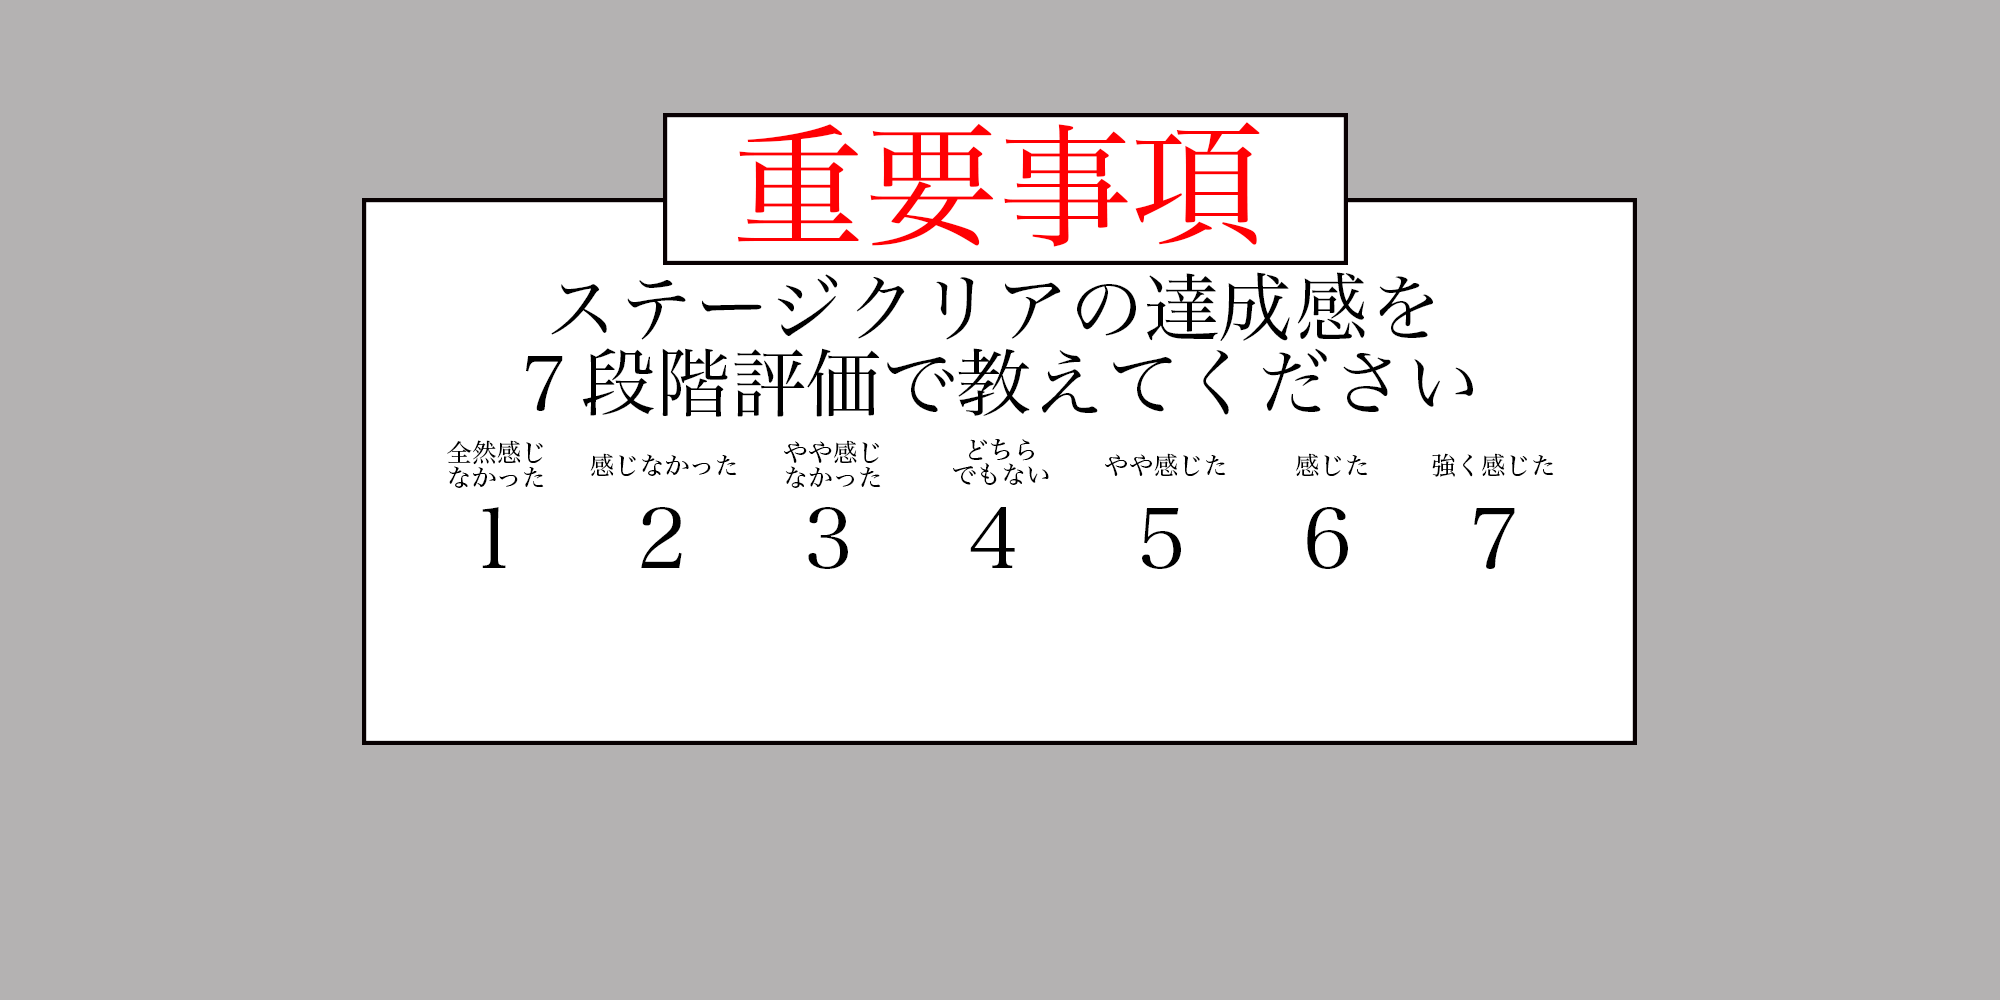 重要事項
ステージクリアの達成感を
７段階評価で教えてください
全然感じ
なかった
感じなかった
やや感じ
なかった
どちら
でもない
やや感じた
感じた
強く感じた
1 2 3 4 5 6 7